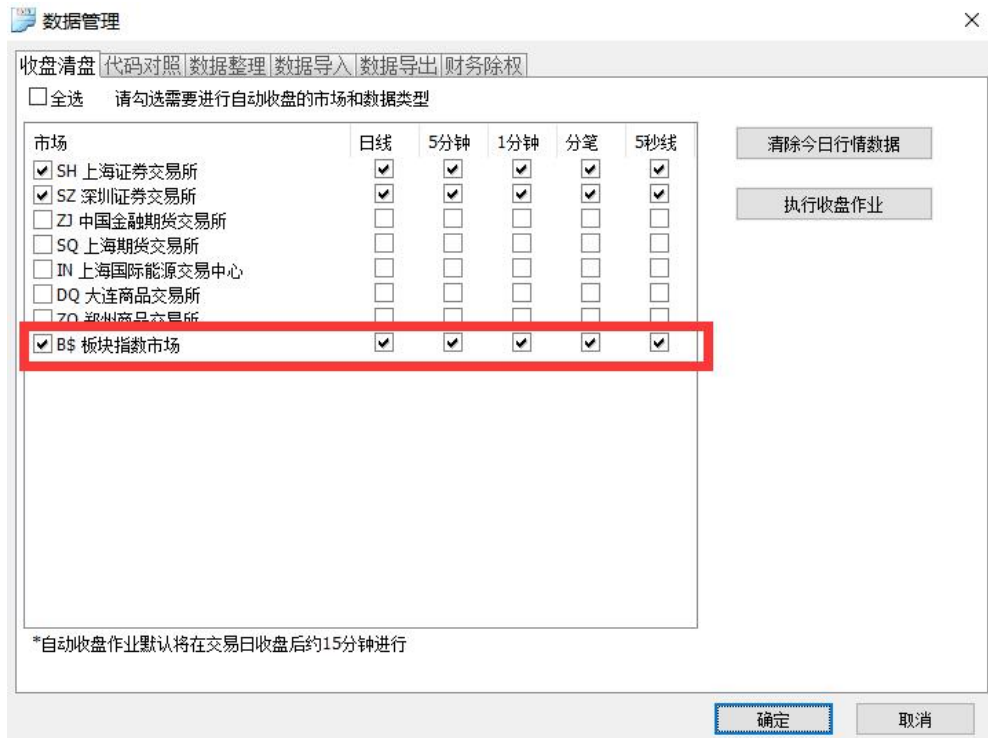 数据管理
收盘清盘 代码对照 数据整理 数据导入 数据导出 财务除权
全选 请勾选需要进行自动收盘的市场和数据类型
市场 日线 5分钟 1分钟 分笔 5秒线
SH 上海证券交易所
SZ 深圳证券交易所
ZJ 中国金融期货交易所
SQ 上海期货交易所
IN 上海国际能源交易中心
DQ 大连商品交易所
ZQ 郑州商品交易所
B$ 板块指数市场
清除今日行情数据
执行收盘作业
*自动收盘作业默认将在交易日收盘后约15分钟进行
确定 取消